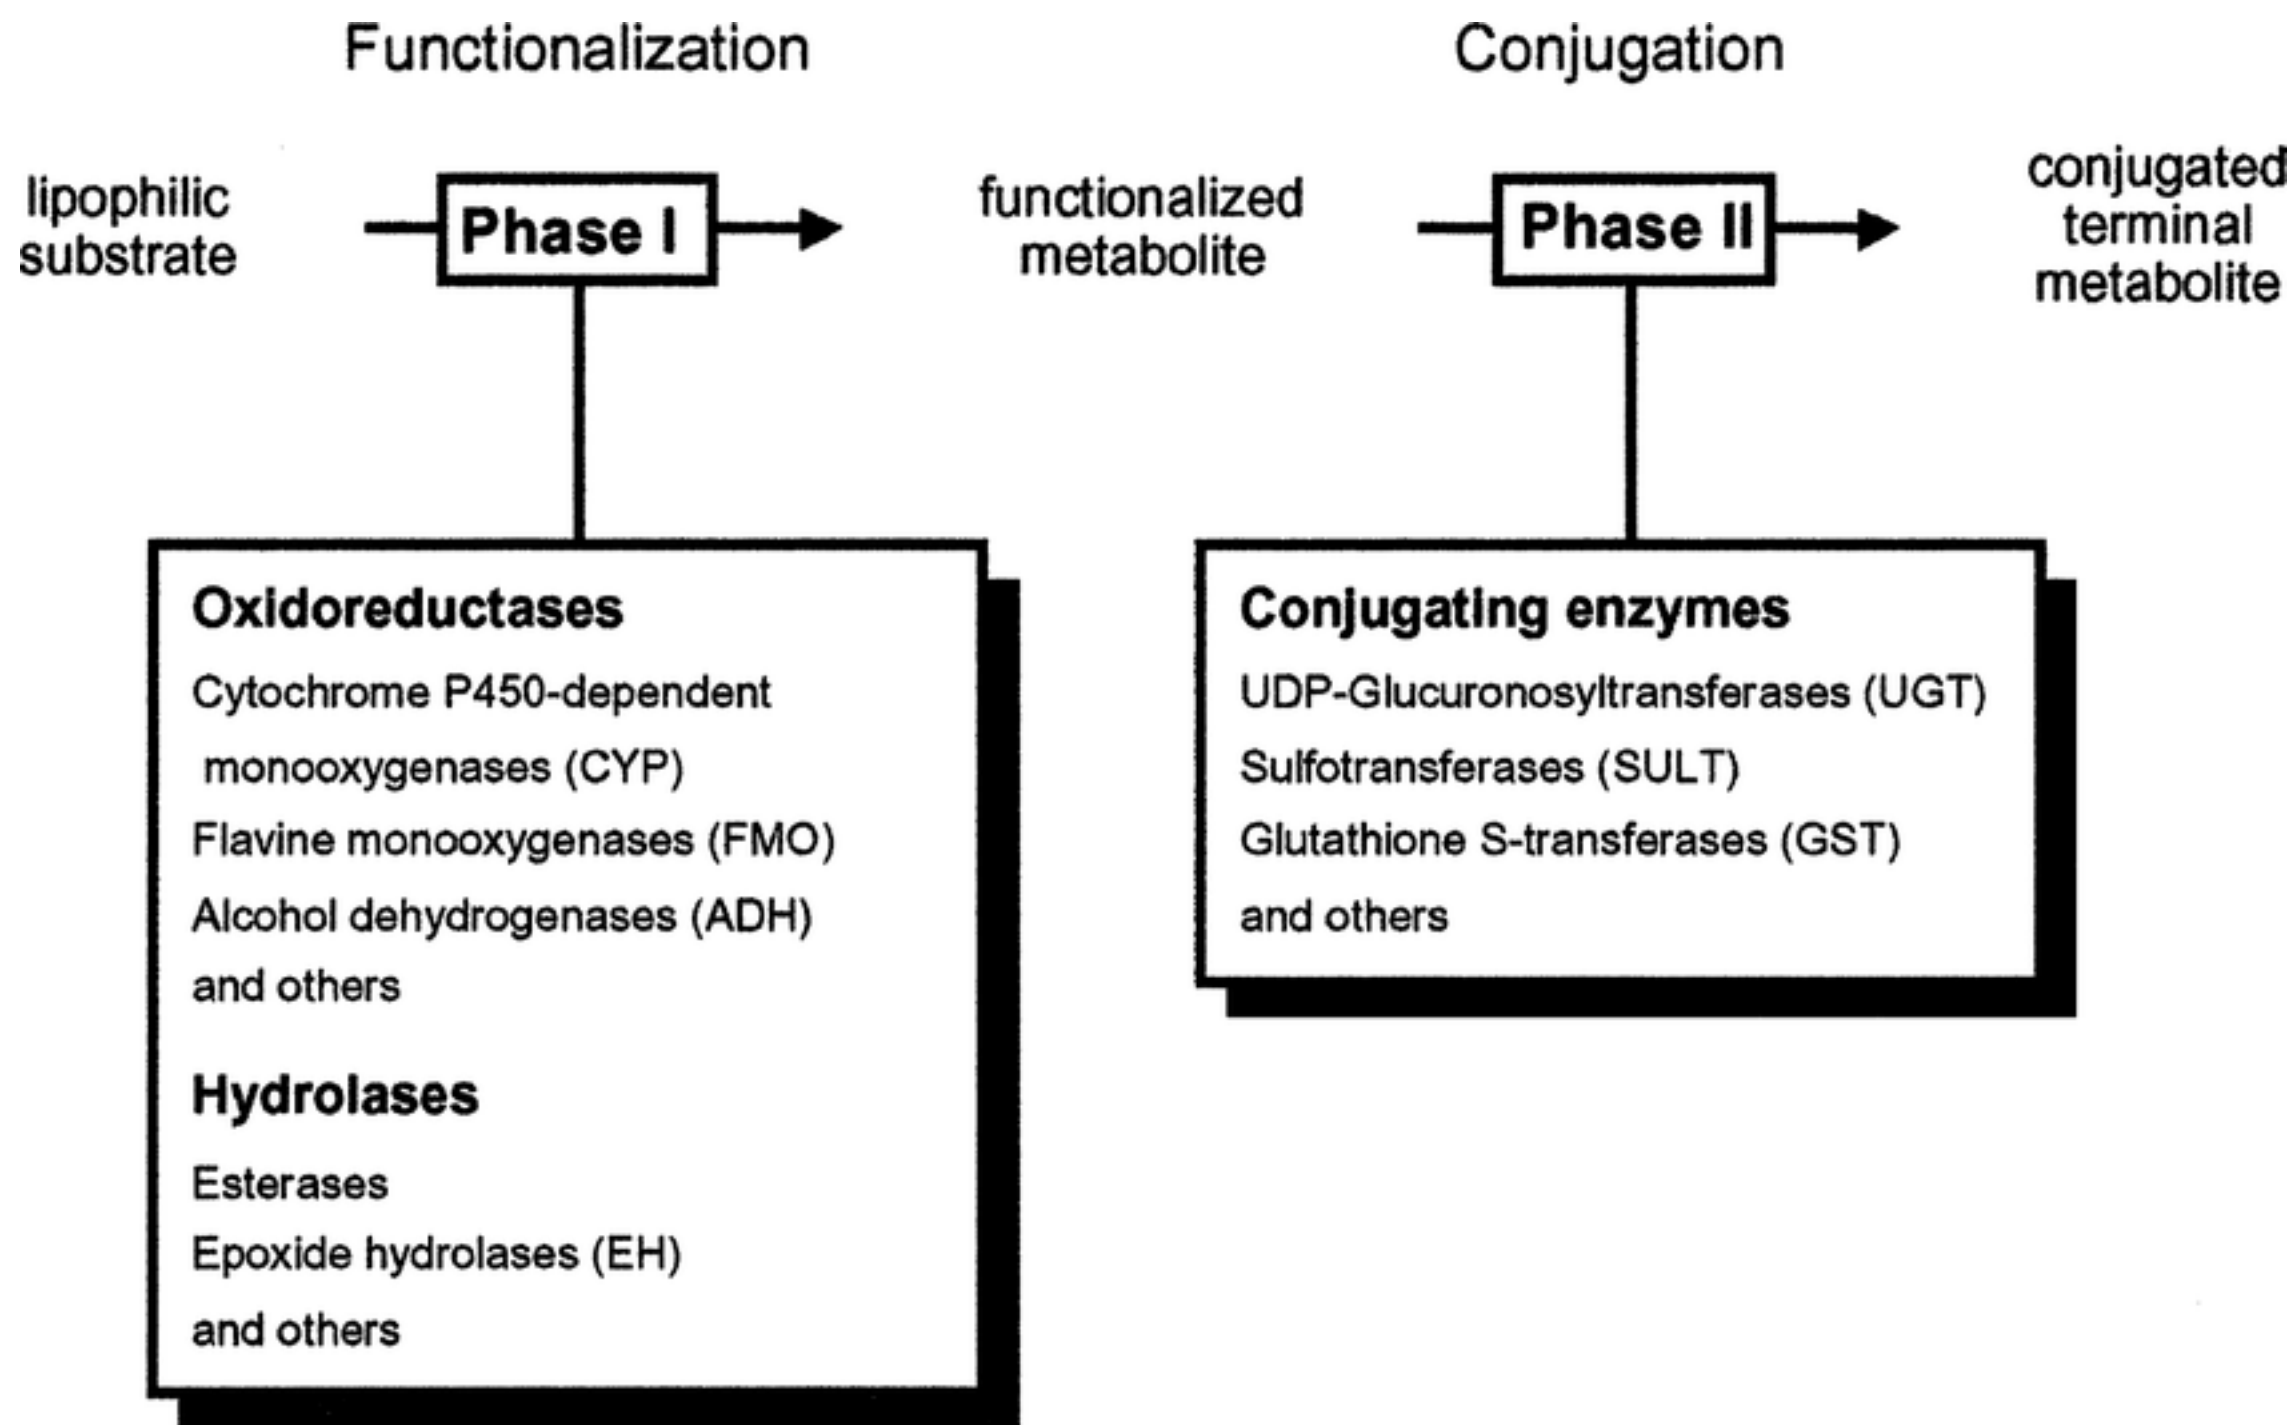 Functionalization
Conjugation
lipophilic
substrate
Phase I
functionalized
metabolite
Phase II
conjugated
terminal
metabolite
Oxidoreductases
Cytochrome P450-dependent
monooxygenases (CYP)
Flavine monooxygenases (FMO)
Alcohol dehydrogenases (ADH)
and others
Hydrolases
Esterases
Epoxide hydrolases (EH)
and others
Conjugating enzymes
UDP-Glucuronosyltransferases (UGT)
Sulfotransferases (SULT)
Glutathione S-transferases (GST)
and others